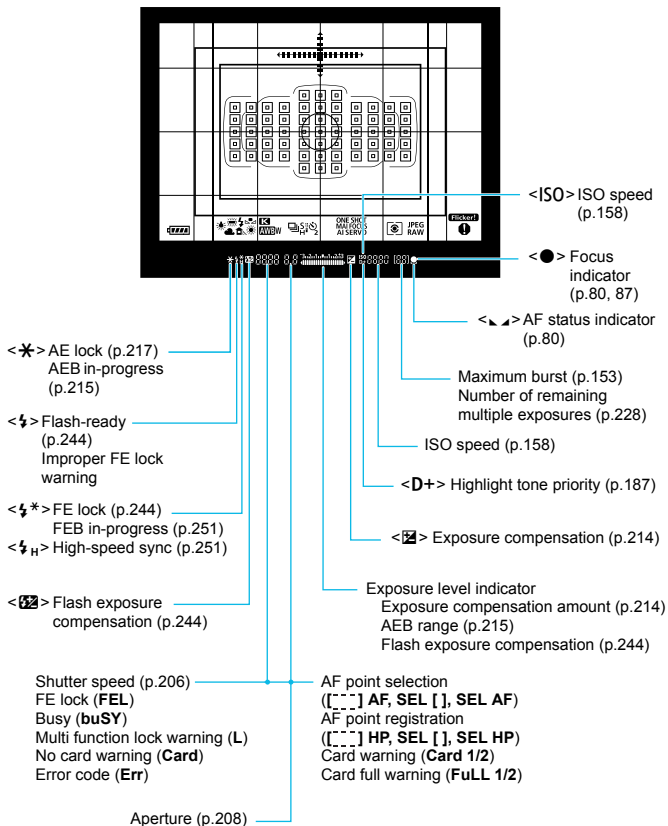 K
AWB W
S
H
2
ONE SHOT
MAI FOCUS
AI SERVO
JPEG
RAW
Flicker!
<ISO> ISO speed
(p.158)
<●> Focus
indicator
(p.80, 87)
<◣ ◢> AF status indicator
(p.80)
Maximum burst (p.153)
Number of remaining
multiple exposures (p.228)
ISO speed (p.158)
<D+> Highlight tone priority (p.187)
<> Exposure compensation (p.214)
Exposure level indicator
Exposure compensation amount (p.214)
AEB range (p.215)
Flash exposure compensation (p.244)
<✱> AE lock (p.217)
AEB in-progress
(p.215)
<⚡> Flash-ready
(p.244)
Improper FE lock
warning
<⚡*> FE lock (p.244)
FEB in-progress (p.251)
<⚡H> High-speed sync (p.251)
<> Flash exposure
compensation (p.244)
Shutter speed (p.206)
FE lock (FEL)
Busy (buSY)
Multi function lock warning (L)
No card warning (Card)
Error code (Err)
AF point selection
([---] AF, SEL [ ], SEL AF)
AF point registration
([---] HP, SEL [ ], SEL HP)
Card warning (Card 1/2)
Card full warning (FuLL 1/2)
Aperture (p.208)